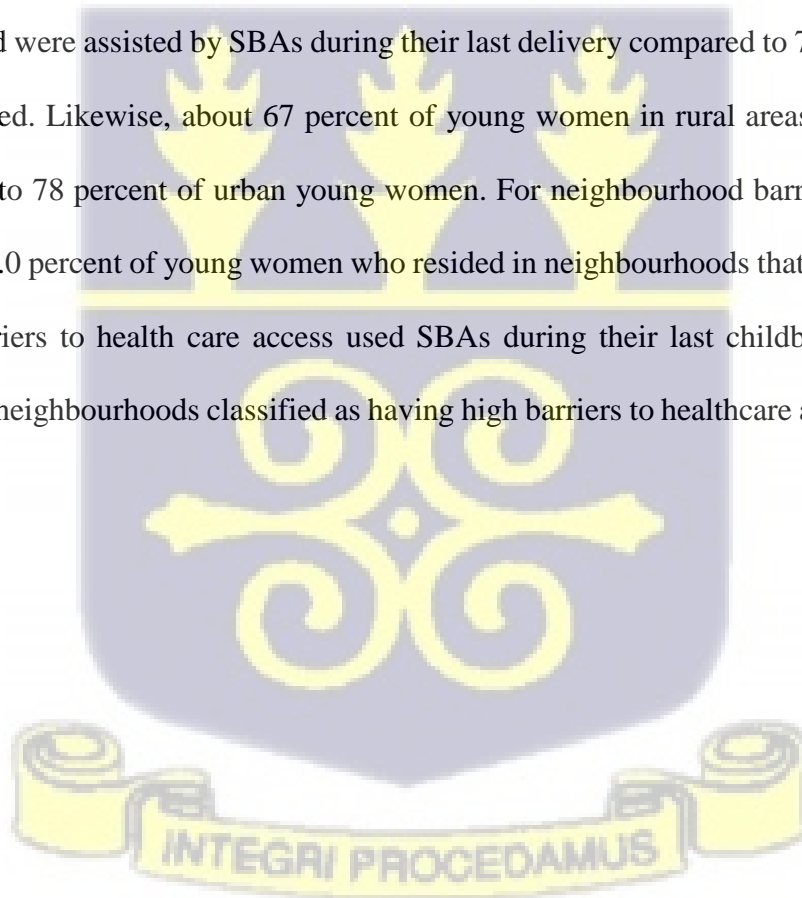 d were assisted by SBAs during their last delivery compared to 7
ed. Likewise, about 67 percent of young women in rural areas
to 78 percent of urban young women. For neighbourhood barr
.0 percent of young women who resided in neighbourhoods that
riers to health care access used SBAs during their last childb
neighbourhoods classified as having high barriers to healthcare a
INTEGRI PROCEDAMUS